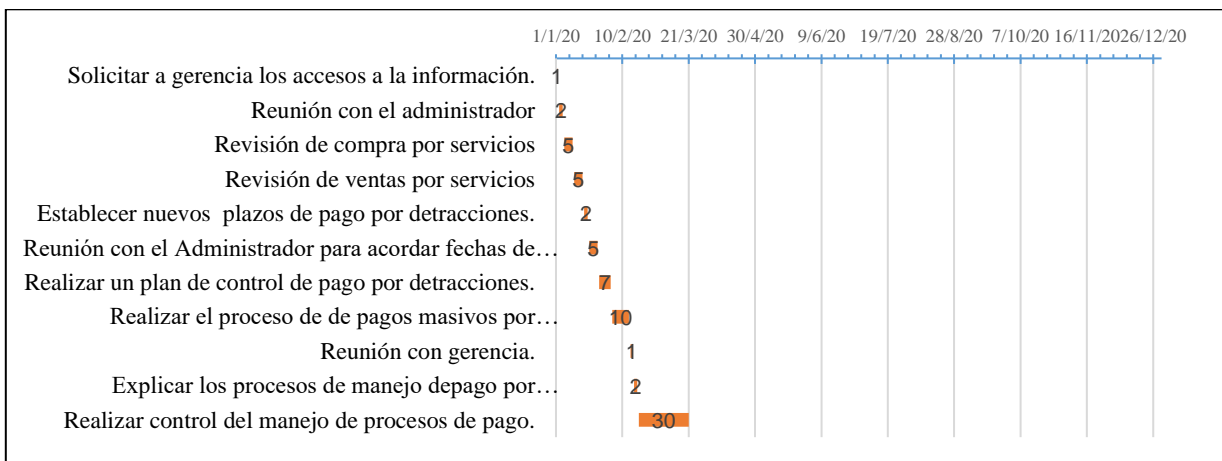 1/1/20 10/2/20 21/3/20 30/4/20 9/6/20 19/7/20 28/8/20 7/10/20 16/11/20 26/12/20
Solicitar a gerencia los accesos a la información. 1
Reunión con el administrador 2
Revisión de compra por servicios 5
Revisión de ventas por servicios 5
Establecer nuevos  plazos de pago por detracciones. 2
Reunión con el Administrador para acordar fechas de… 5
Realizar un plan de control de pago por detracciones. 7
Realizar el proceso de de pagos masivos por… 10
Reunión con gerencia. 1
Explicar los procesos de manejo depago por… 2
Realizar control del manejo de procesos de pago. 30